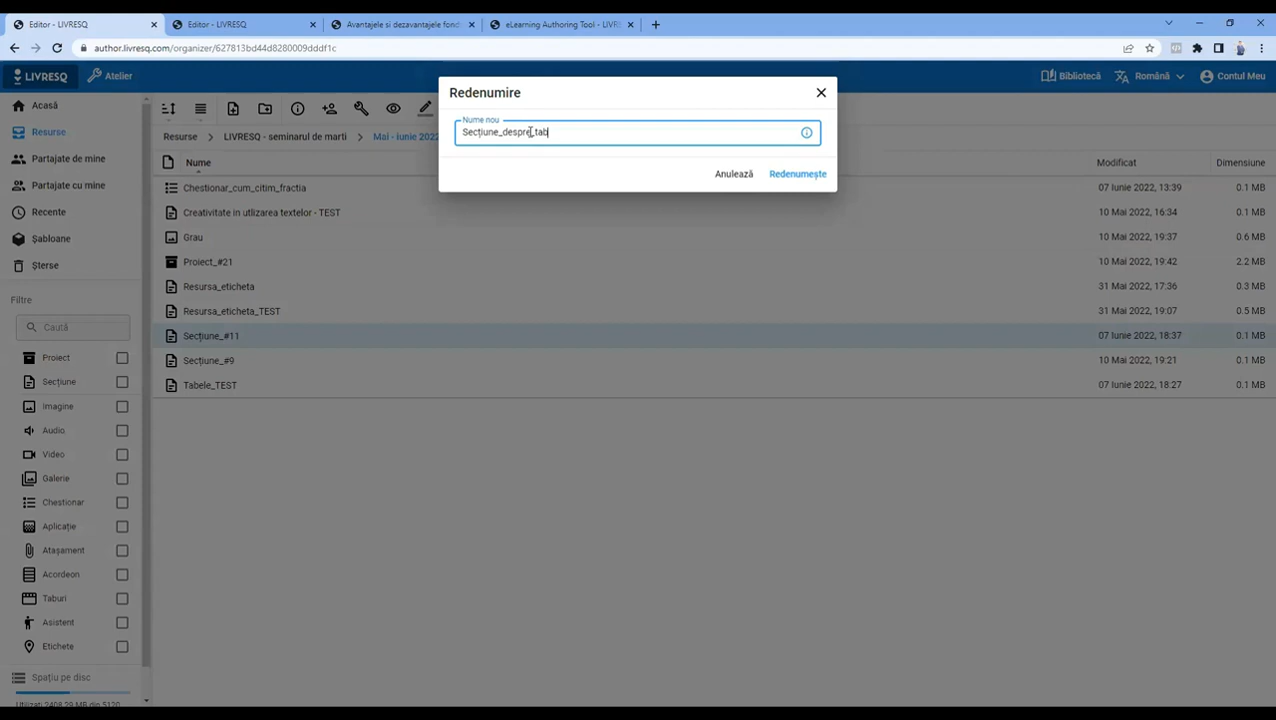 Editor - LIVRESQ
Editor - LIVRESQ
Avantajele si dezavantajele fond
eLearning Authoring Tool - LIVR
author.livresq.com/organizer/627813bd44d8280009dddf1c
LIVRESQ
Atelier
Bibliotecă
Română
Contul Meu
Redenumire
Nume nou
Secțiune_despre_tab
Anulează
Redenumește
Acasă
Resurse
Partajate de mine
Partajate cu mine
Recente
Șabloane
Șterse
Filtre
Caută
Proiect
Secțiune
Imagine
Audio
Video
Galerie
Chestionar
Aplicație
Atașament
Acordeon
Taburi
Asistent
Etichete
Spațiu pe disc
Utilizați 2408.29 MB din 5120
Resurse
LIVRESQ - seminarul de marti
Mai - iunie 2022
Nume
Modificat
Dimensiune
Chestionar_cum_citim_fractia
07 Iunie 2022, 13:39
0.1 MB
Creativitate in utlizarea textelor - TEST
10 Mai 2022, 16:34
0.1 MB
Grau
10 Mai 2022, 19:37
0.6 MB
Proiect_#21
10 Mai 2022, 19:42
2.2 MB
Resursa_eticheta
31 Mai 2022, 17:36
0.3 MB
Resursa_eticheta_TEST
31 Mai 2022, 19:07
0.5 MB
Secțiune_#11
07 Iunie 2022, 18:37
0.1 MB
Secțiune_#9
10 Mai 2022, 19:21
0.1 MB
Tabele_TEST
07 Iunie 2022, 18:27
0.1 MB